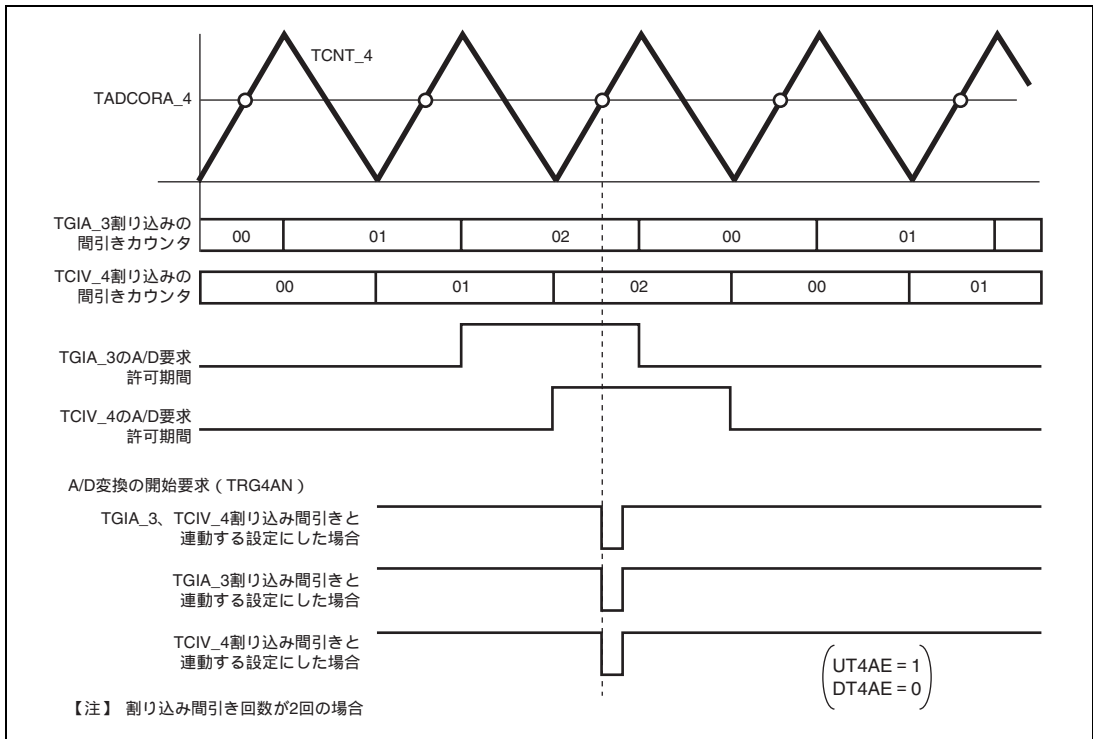 TCNT_4
TADCORA_4
TGIA_3割り込みの
間引きカウンタ
00
01
02
00
01
TCIV_4割り込みの
間引きカウンタ
00
01
02
00
01
TGIA_3のA/D要求
許可期間
TCIV_4のA/D要求
許可期間
A/D変換の開始要求（TRG4AN）
TGIA_3、TCIV_4割り込み間引きと
連動する設定にした場合
TGIA_3割り込み間引きと
連動する設定にした場合
TCIV_4割り込み間引きと
連動する設定にした場合
UT4AE = 1
DT4AE = 0
【注】 割り込み間引き回数が2回の場合